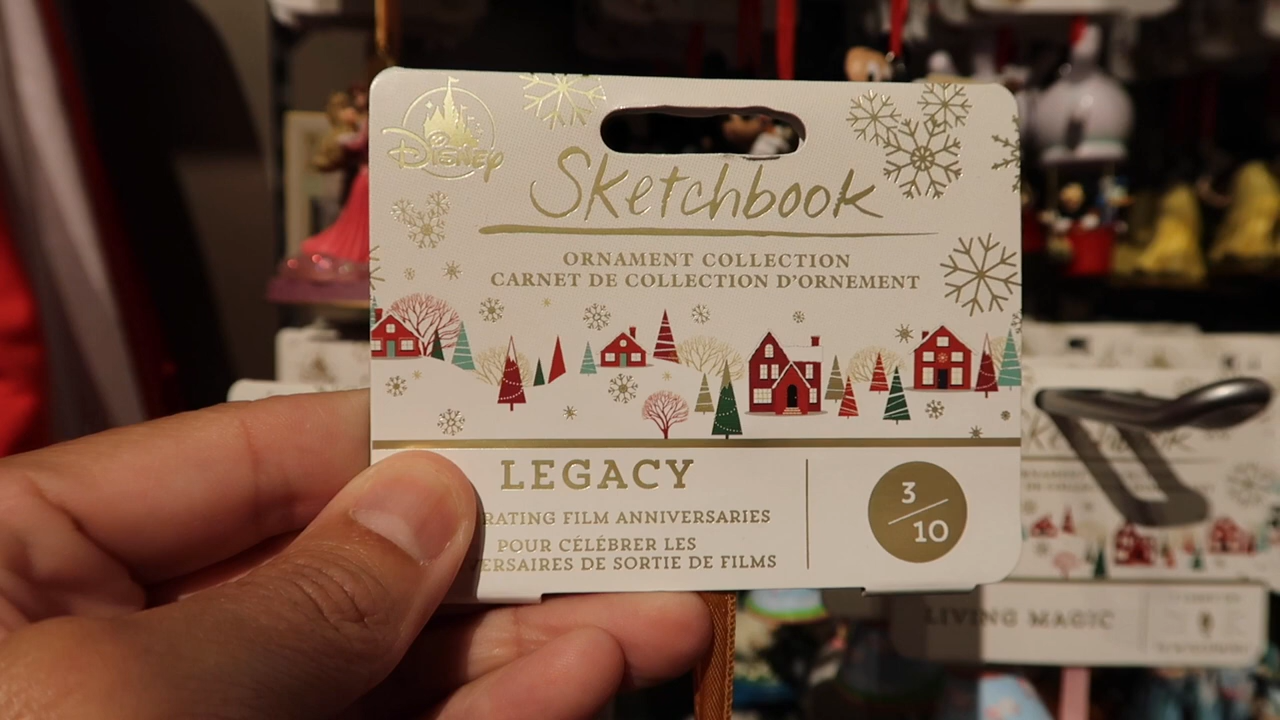 Disney
Sketchbook
ORNAMENT COLLECTION
CARNET DE COLLECTION D'ORNEMENT
LEGACY
RATING FILM ANNIVERSARIES
POUR CÉLÉBRER LES
VERSAIRES DE SORTIE DE FILMS
3/10
LIVING MAGIC